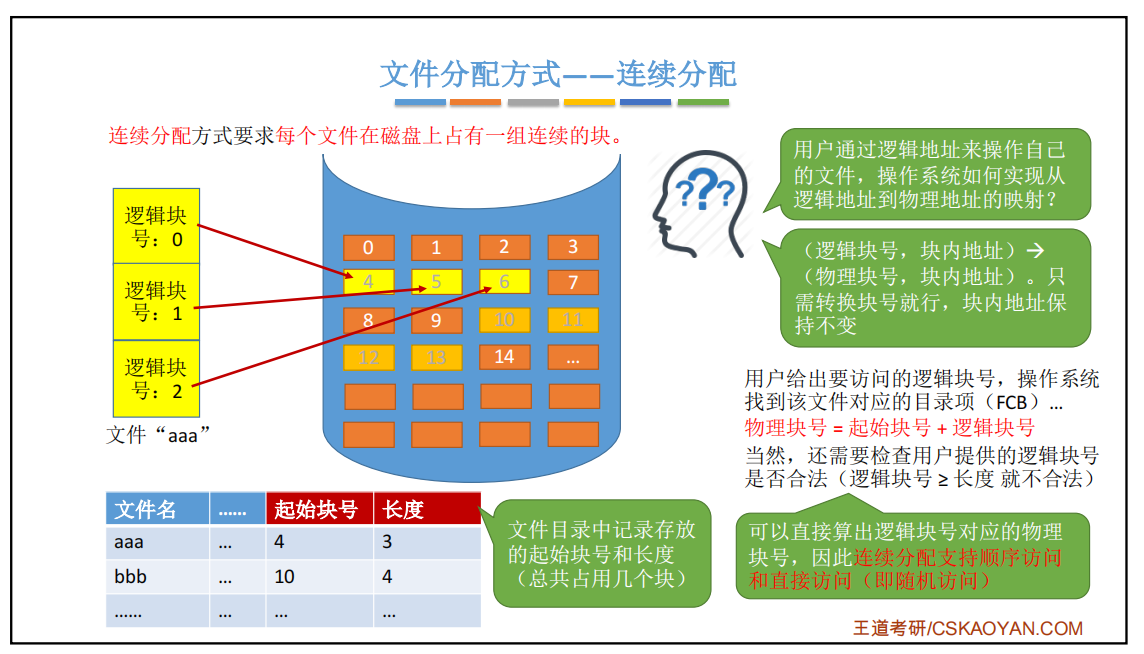 文件分配方式——连续分配
连续分配方式要求每个文件在磁盘上占有一组连续的块。
逻辑块
号：0
逻辑块
号：1
逻辑块
号：2
文件“aaa”
0 1 2 3
4 5 6 7
8 9 10 11
12 13 14 ...
用户通过逻辑地址来操作自己
的文件，操作系统如何实现从
逻辑地址到物理地址的映射？
（逻辑块号，块内地址）→
（物理块号，块内地址）。只
需转换块号就行，块内地址保
持不变
用户给出要访问的逻辑块号，操作系统
找到该文件对应的目录项（FCB）...
物理块号 = 起始块号 + 逻辑块号
当然，还需要检查用户提供的逻辑块号
是否合法（逻辑块号 ≥ 长度 就不合法）
文件名 …… 起始块号 长度
aaa ... 4 3
bbb ... 10 4
…… ... ... ...
文件目录中记录存放
的起始块号和长度
（总共占用几个块）
可以直接算出逻辑块号对应的物理
块号，因此连续分配支持顺序访问
和直接访问（即随机访问）
王道考研/CSKAOYAN.COM